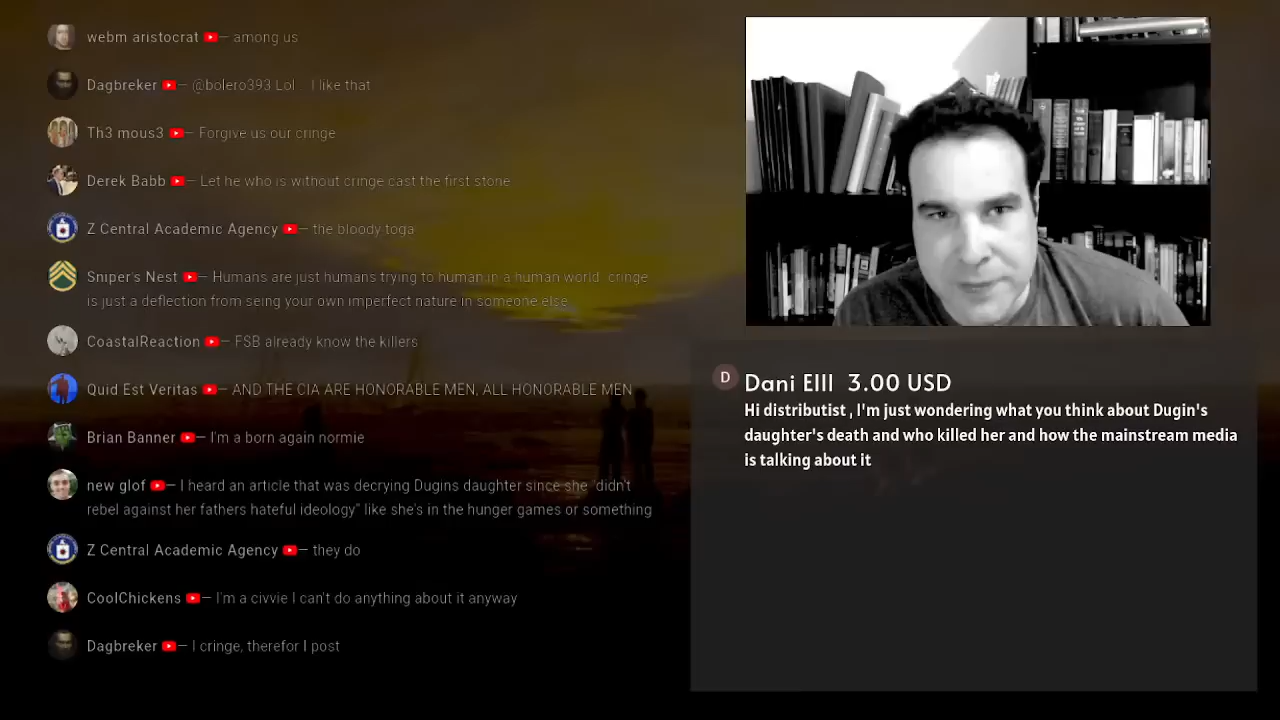 webm aristocrat — among us
Dagbreker — @bolero393 Lol I like that
Th3 mous3 — Forgive us our cringe
Derek Babb — Let he who is without cringe cast the first stone
Z Central Academic Agency — the bloody toga
Sniper's Nest — Humans are just humans trying to human in a human world. cringe
is just a deflection from seing your own imperfect nature in someone else.
CoastalReaction — FSB already know the killers
Quid Est Veritas — AND THE CIA ARE HONORABLE MEN, ALL HONORABLE MEN
Brian Banner — I'm a born again normie
new glof — I heard an article that was decrying Dugins daughter since she "didn't
rebel against her fathers hateful ideology" like she's in the hunger games or something
Z Central Academic Agency — they do
CoolChickens — I'm a civvie I can't do anything about it anyway
Dagbreker — I cringe, therefor I post
D Dani EIII 3.00 USD
Hi distributist , I'm just wondering what you think about Dugin's
daughter's death and who killed her and how the mainstream media
is talking about it